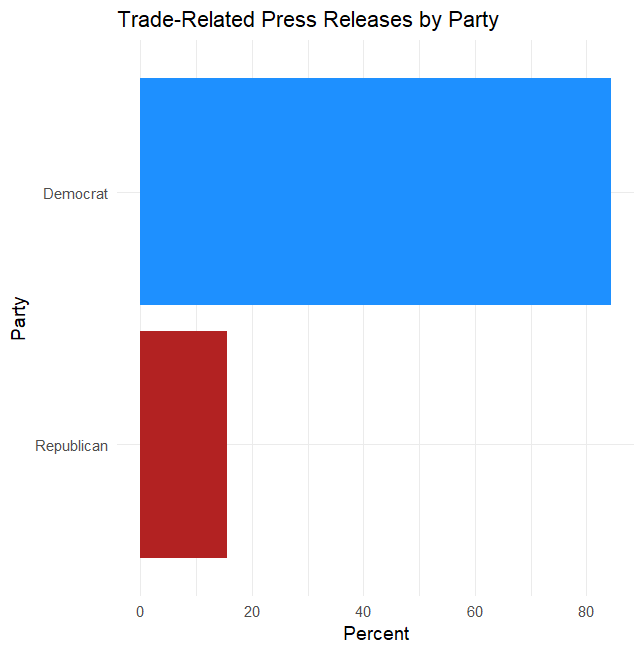 Trade-Related Press Releases by Party
Party
Democrat
Republican
0 20 40 60 80
Percent